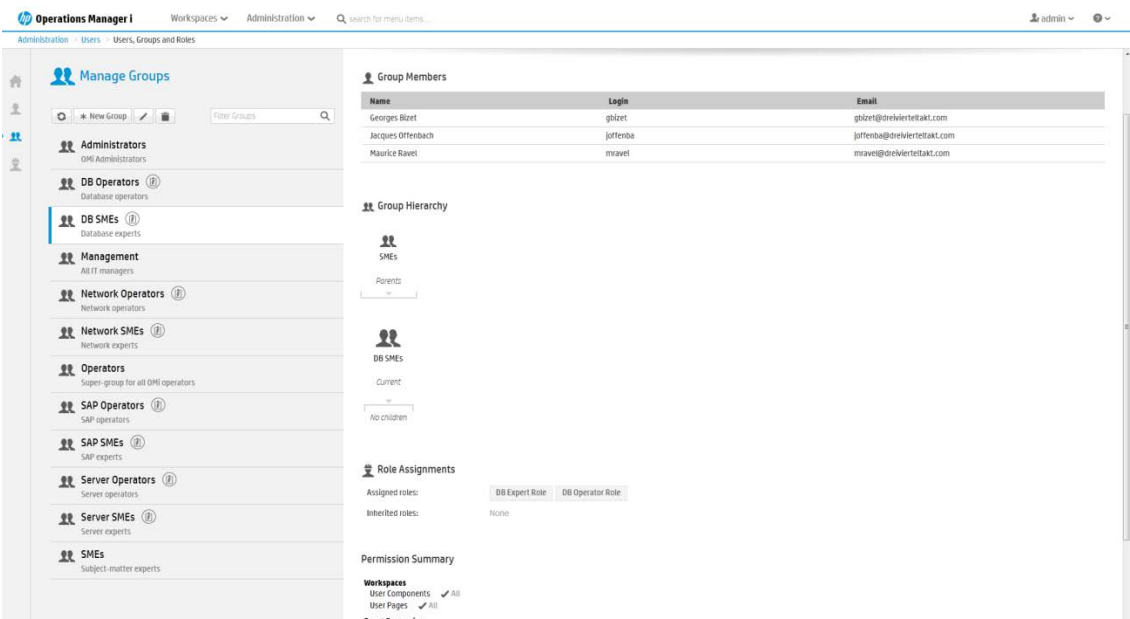 hp Operations Manager i Workspaces Administration search for menu items... admin
Administration > Users > Users, Groups and Roles
Manage Groups
New Group Filter Groups
Administrators
OMi Administrators
DB Operators
Database operators
DB SMEs
Database experts
Management
All IT managers
Network Operators
Network operators
Network SMEs
Network experts
Operators
Super-group for all OMi operators
SAP Operators
SAP operators
SAP SMEs
SAP experts
Server Operators
Server operators
Server SMEs
Server experts
SMEs
Subject-matter experts
Group Members
Name Login Email
Georges Bizet gbizet gbizet@dreivierteltakt.com
Jacques Offenbach joffenba joffenba@dreivierteltakt.com
Maurice Ravel mravel mravel@dreivierteltakt.com
Group Hierarchy
SMEs
Parents
DB SMEs
Current
No children
Role Assignments
Assigned roles: DB Expert Role DB Operator Role
Inherited roles: None
Permission Summary
Workspaces
User Components All
User Pages All